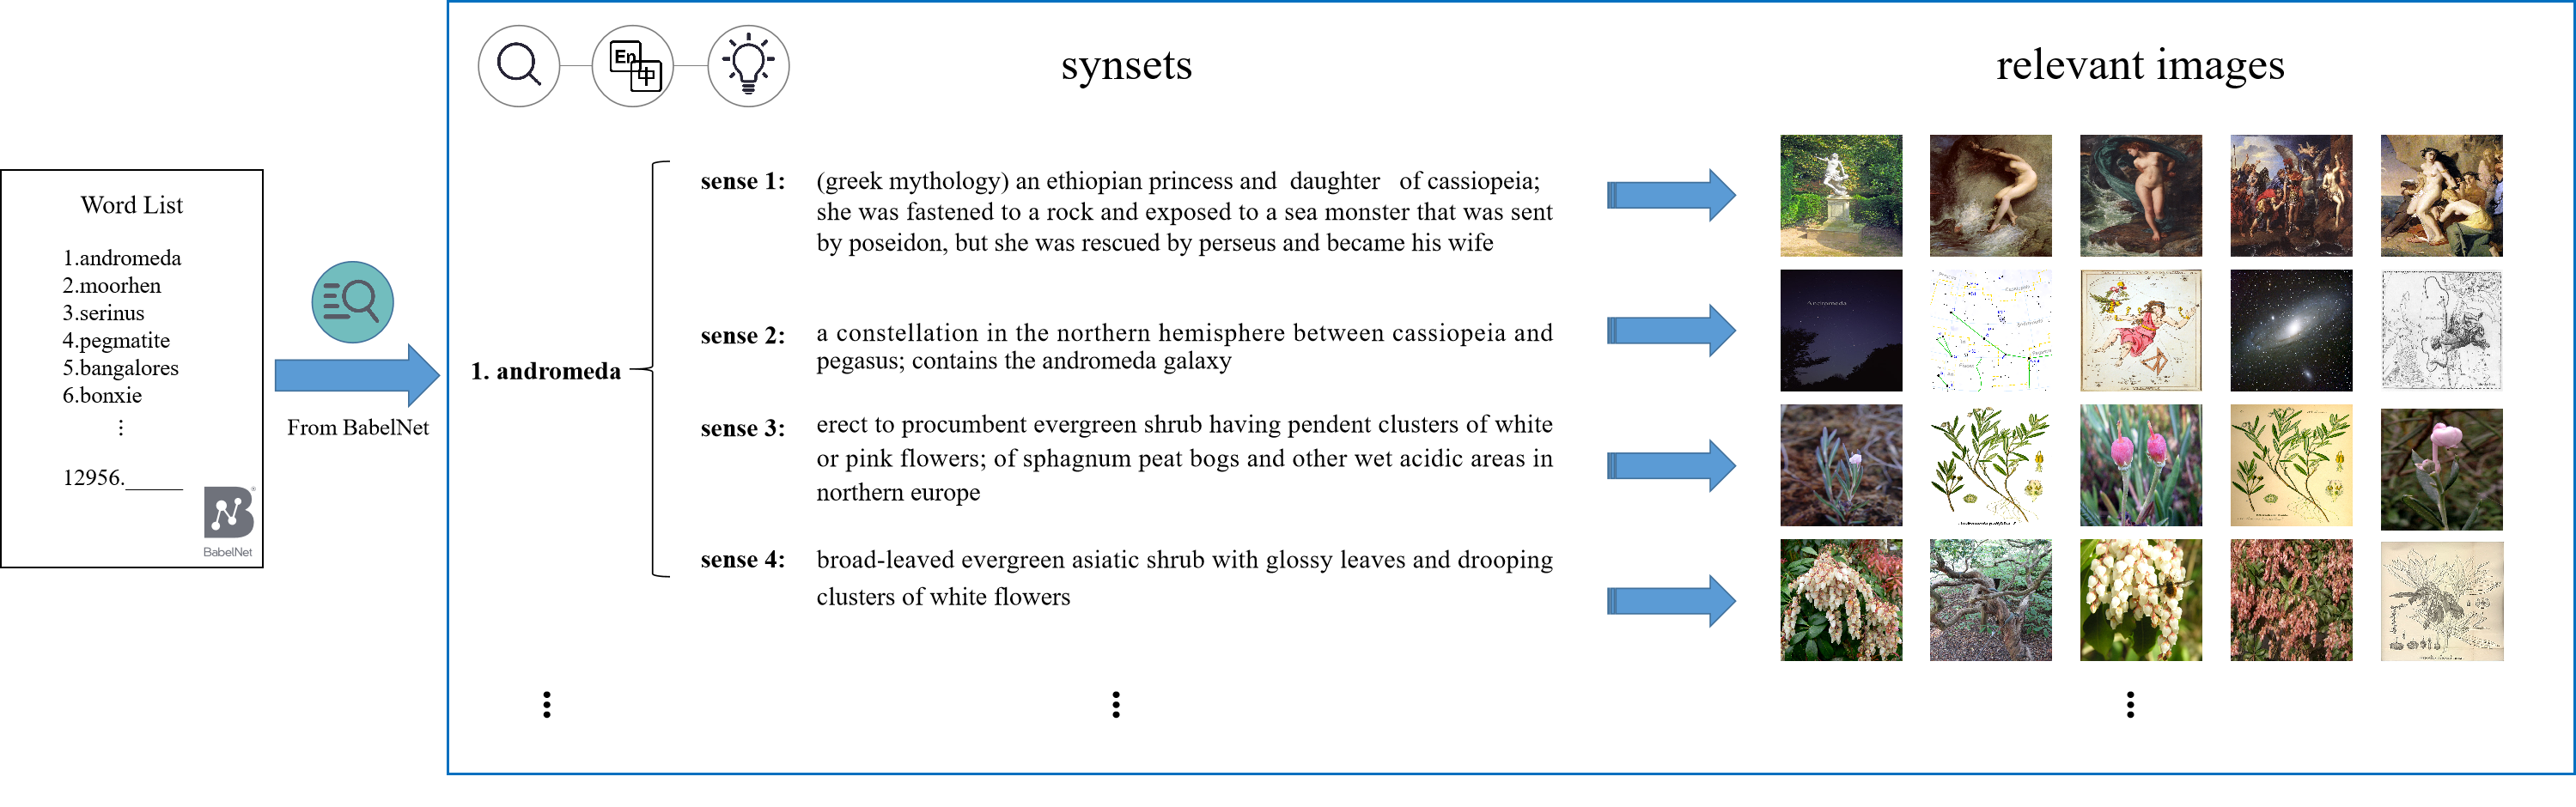 Word List
1.andromeda
2.moorhen
3.serinus
4.pegmatite
5.bangalores
6.bonxie
12956._____
BabelNet
From BabelNet
En
中
synsets
relevant images
1. andromeda
sense 1: (greek mythology) an ethiopian princess and daughter of cassiopeia;
she was fastened to a rock and exposed to a sea monster that was sent
by poseidon, but she was rescued by perseus and became his wife
sense 2: a constellation in the northern hemisphere between cassiopeia and
pegasus; contains the andromeda galaxy
sense 3: erect to procumbent evergreen shrub having pendent clusters of white
or pink flowers; of sphagnum peat bogs and other wet acidic areas in
northern europe
sense 4: broad-leaved evergreen asiatic shrub with glossy leaves and drooping
clusters of white flowers
Andromeda